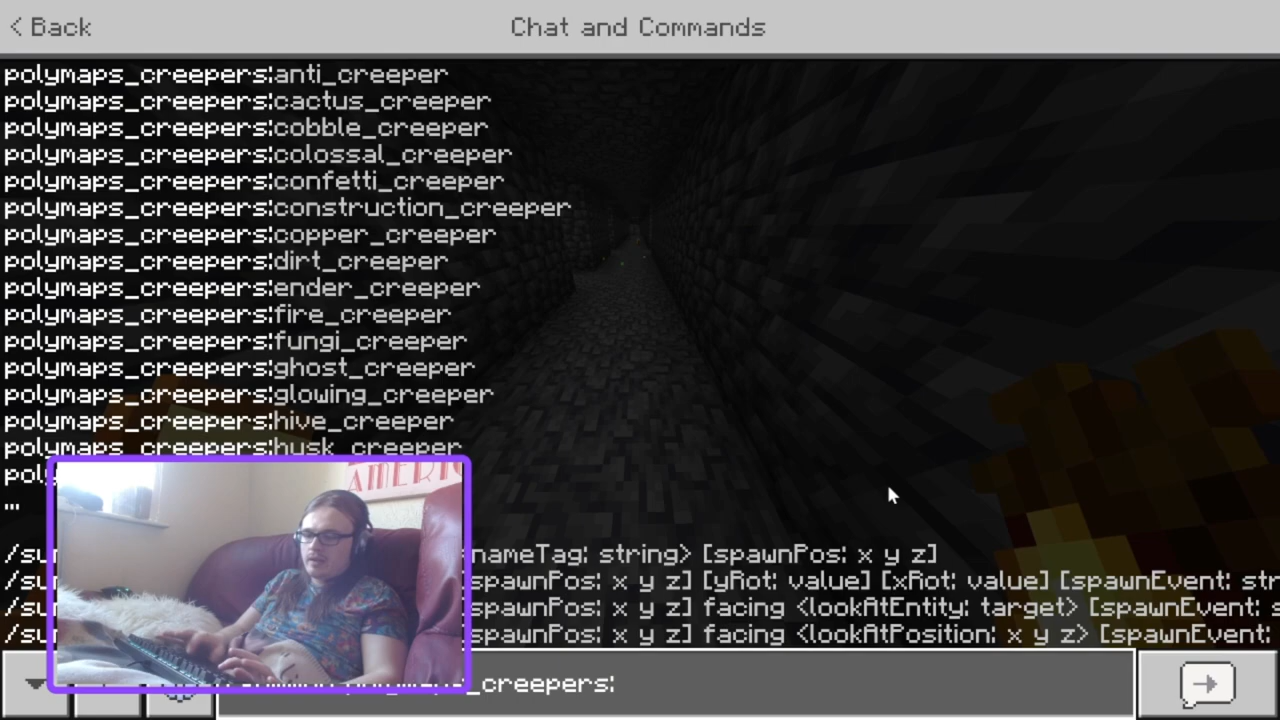 Back
Chat and Commands
polymaps_creepers:anti_creeper
polymaps_creepers:cactus_creeper
polymaps_creepers:cobble_creeper
polymaps_creepers:colossal_creeper
polymaps_creepers:confetti_creeper
polymaps_creepers:construction_creeper
polymaps_creepers:copper_creeper
polymaps_creepers:dirt_creeper
polymaps_creepers:ender_creeper
polymaps_creepers:fire_creeper
polymaps_creepers:fungi_creeper
polymaps_creepers:ghost_creeper
polymaps_creepers:glowing_creeper
polymaps_creepers:hive_creeper
polymaps_creepers:husk_creeper
...
nameTag: string> [spawnPos: x y z]
[spawnPos: x y z] [yRot: value] [xRot: value] [spawnEvent: str
[spawnPos: x y z] facing <lookAtEntity: target> [spawnEvent: s
[spawnPos: x y z] facing <lookAtPosition: x y z> [spawnEvent:
_creepers: